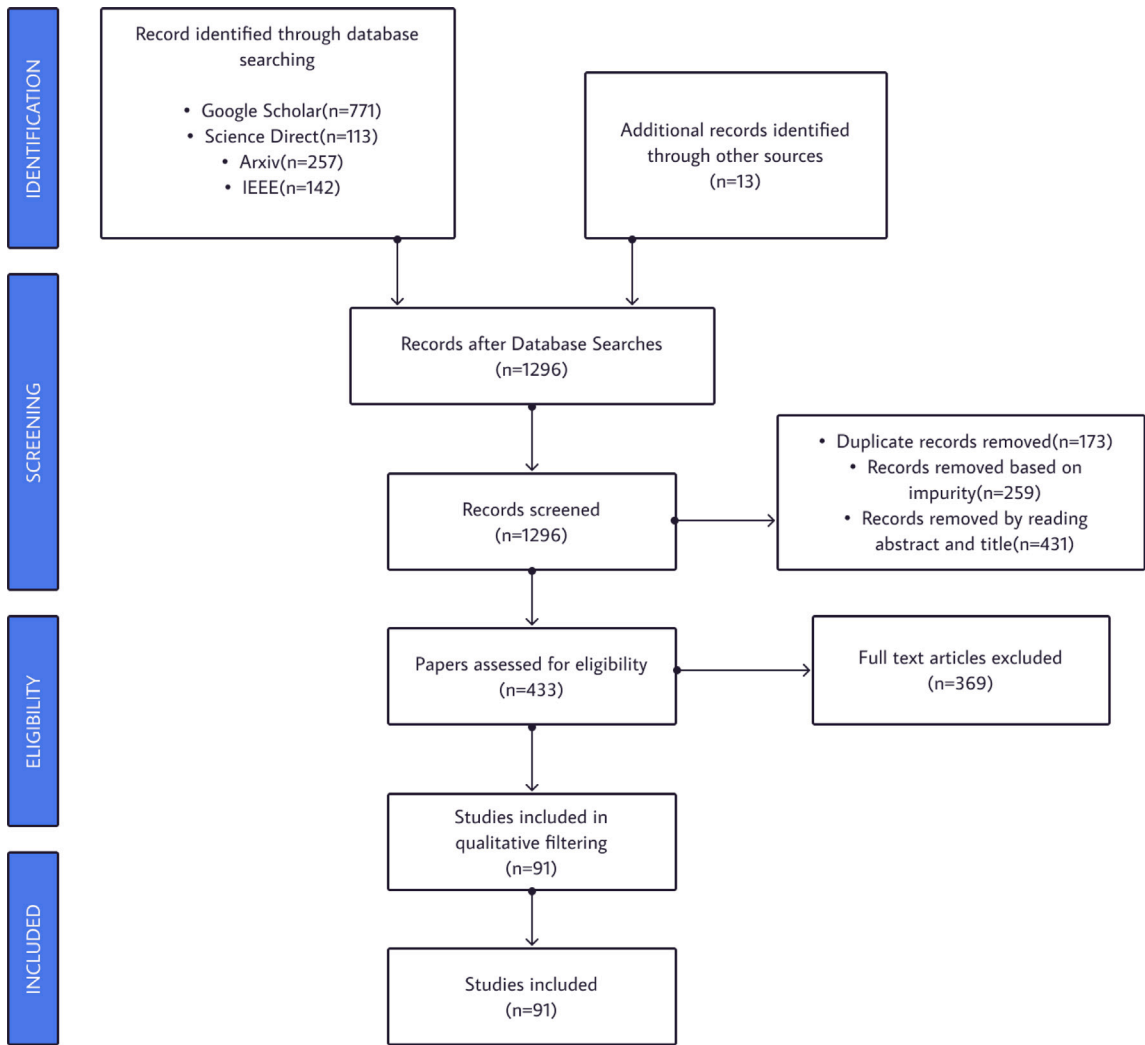 IDENTIFICATION
Record identified through database
searching
• Google Scholar(n=771)
• Science Direct(n=113)
• Arxiv(n=257)
• IEEE(n=142)
Additional records identified
through other sources
(n=13)
SCREENING
Records after Database Searches
(n=1296)
Records screened
(n=1296)
• Duplicate records removed(n=173)
• Records removed based on
impurity(n=259)
• Records removed by reading
abstract and title(n=431)
ELIGIBILITY
Papers assessed for eligibility
(n=433)
Full text articles excluded
(n=369)
Studies included in
qualitative filtering
(n=91)
INCLUDED
Studies included
(n=91)